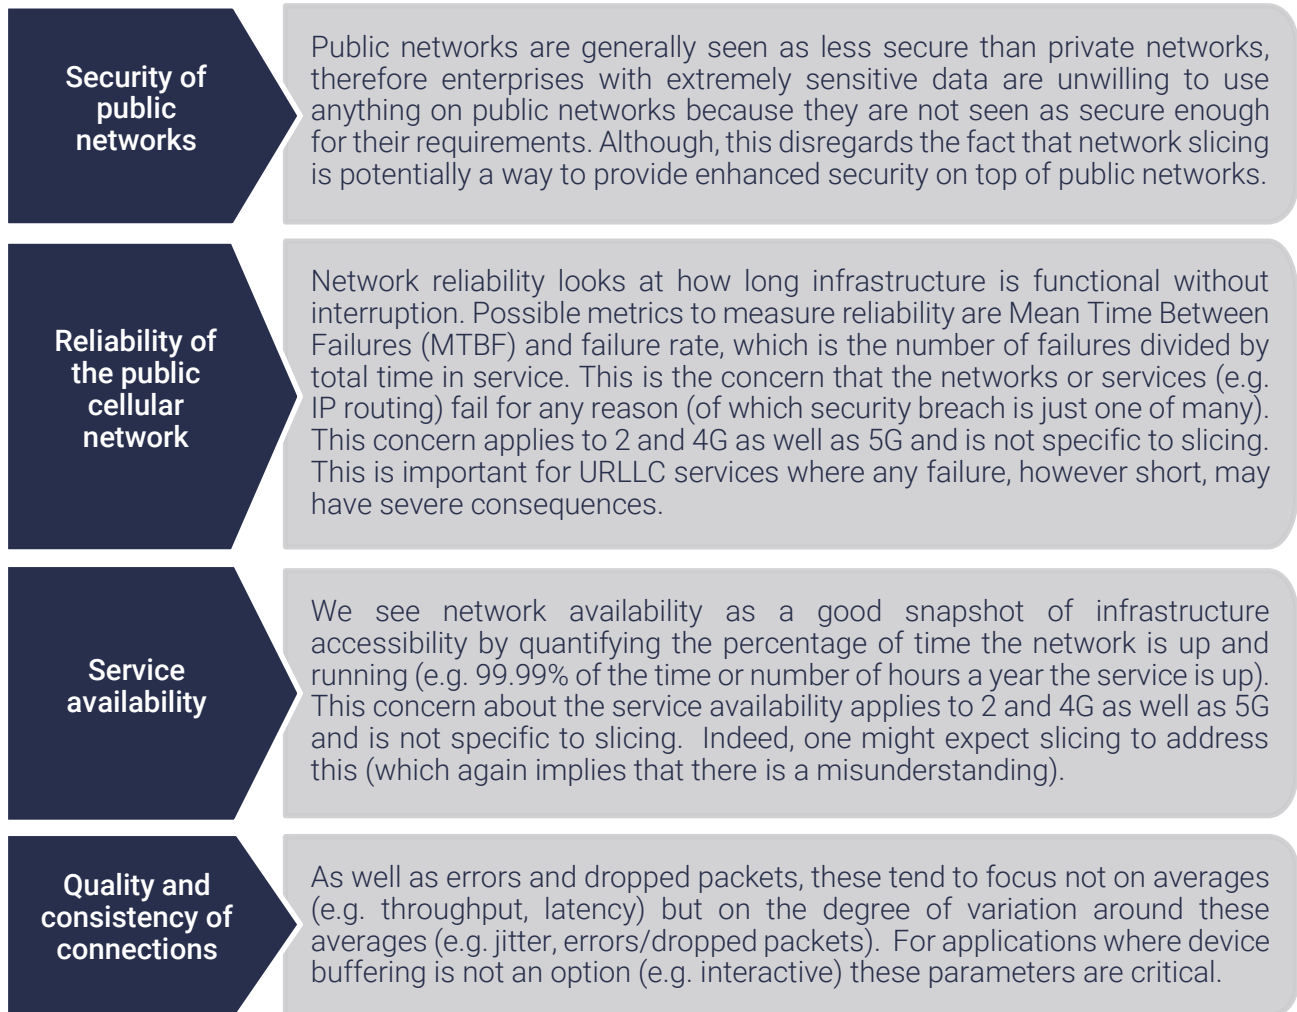 Security of
public
networks
Public networks are generally seen as less secure than private networks,
therefore enterprises with extremely sensitive data are unwilling to use
anything on public networks because they are not seen as secure enough
for their requirements. Although, this disregards the fact that network slicing
is potentially a way to provide enhanced security on top of public networks.
Reliability of
the public
cellular
network
Network reliability looks at how long infrastructure is functional without
interruption. Possible metrics to measure reliability are Mean Time Between
Failures (MTBF) and failure rate, which is the number of failures divided by
total time in service. This is the concern that the networks or services (e.g.
IP routing) fail for any reason (of which security breach is just one of many).
This concern applies to 2 and 4G as well as 5G and is not specific to slicing.
This is important for URLLC services where any failure, however short, may
have severe consequences.
Service
availability
We see network availability as a good snapshot of infrastructure
accessibility by quantifying the percentage of time the network is up and
running (e.g. 99.99% of the time or number of hours a year the service is up).
This concern about the service availability applies to 2 and 4G as well as 5G
and is not specific to slicing.  Indeed, one might expect slicing to address
this (which again implies that there is a misunderstanding).
Quality and
consistency of
connections
As well as errors and dropped packets, these tend to focus not on averages
(e.g. throughput, latency) but on the degree of variation around these
averages (e.g. jitter, errors/dropped packets).  For applications where device
buffering is not an option (e.g. interactive) these parameters are critical.